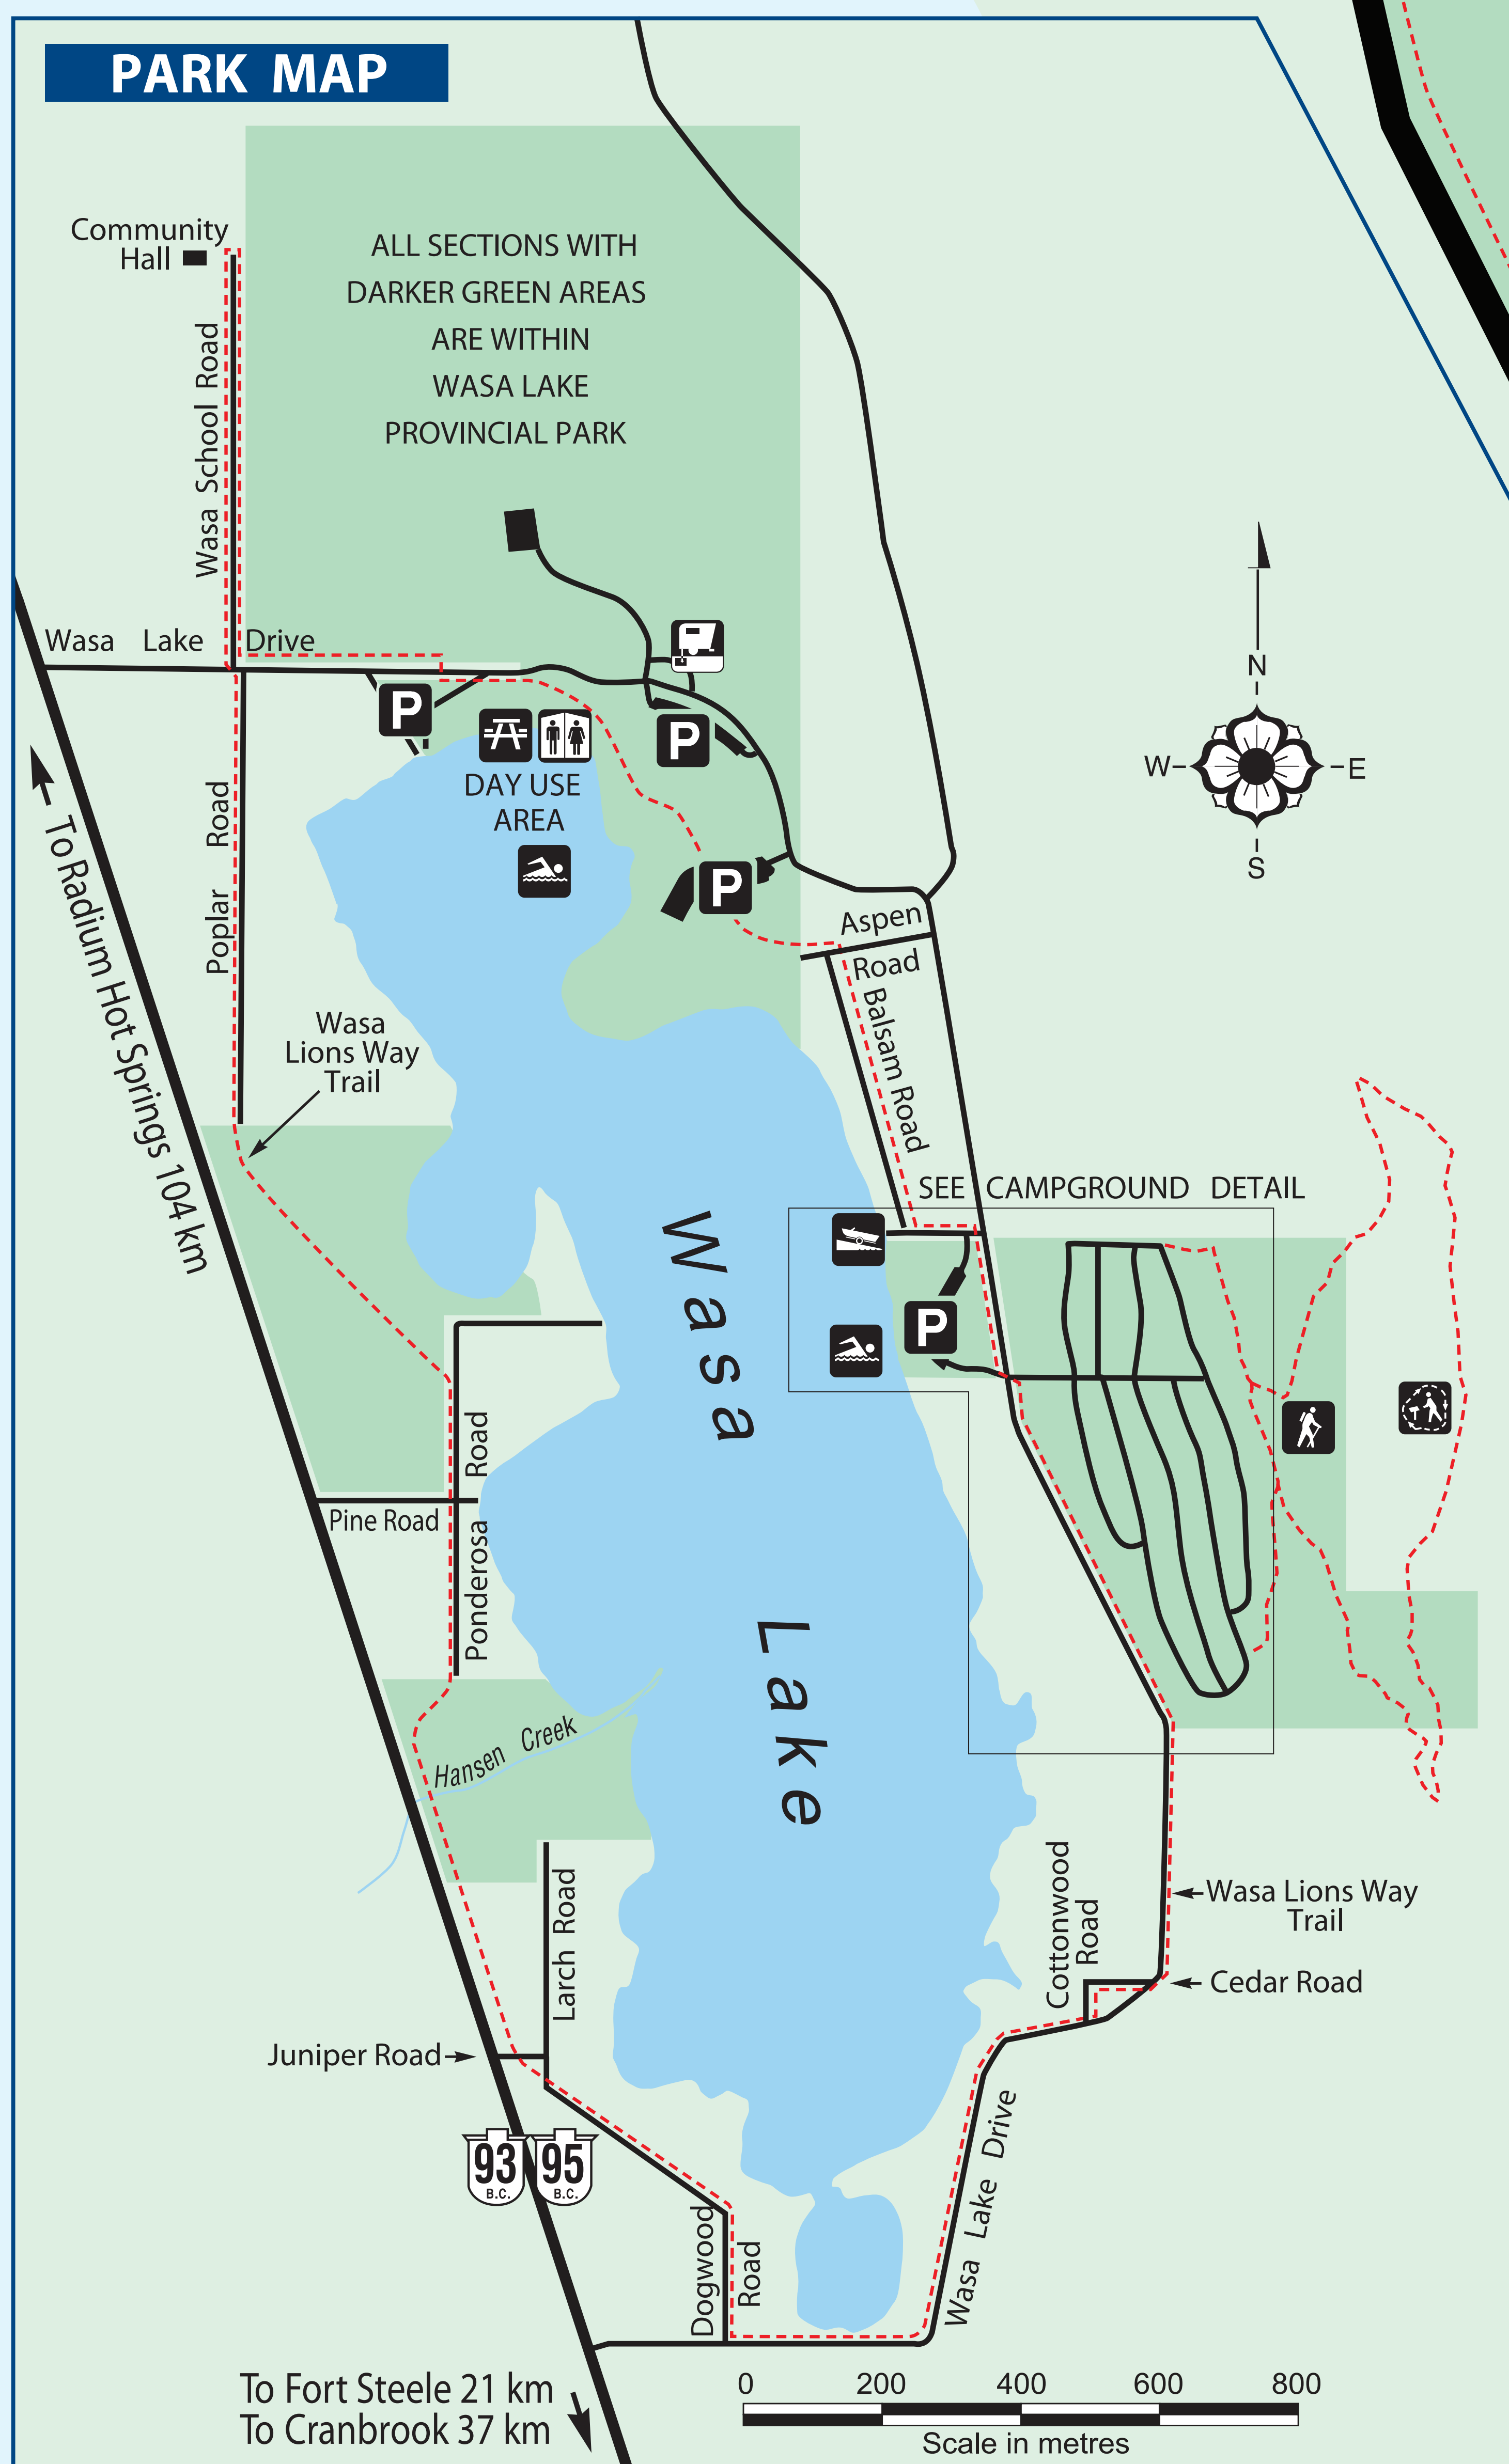 PARK MAP
Community
Hall
ALL SECTIONS WITH
DARKER GREEN AREAS
ARE WITHIN
WASA LAKE
PROVINCIAL PARK
Wasa School Road
Wasa Lake Drive
N
W
E
S
P
P
DAY USE
AREA
P
Poplar Road
To Radium Hot Springs 104 km
Aspen
Road
Balsam Road
Wasa
Lions Way
Trail
SEE CAMPGROUND DETAIL
P
Wasa
Lake
Pine Road
Ponderosa Road
Hansen Creek
Larch Road
Cottonwood
Road
Wasa Lions Way
Trail
Cedar Road
Juniper Road
93
B.C.
95
B.C.
Dogwood
Road
Wasa Lake Drive
To Fort Steele 21 km
To Cranbrook 37 km
0 200 400 600 800
Scale in metres